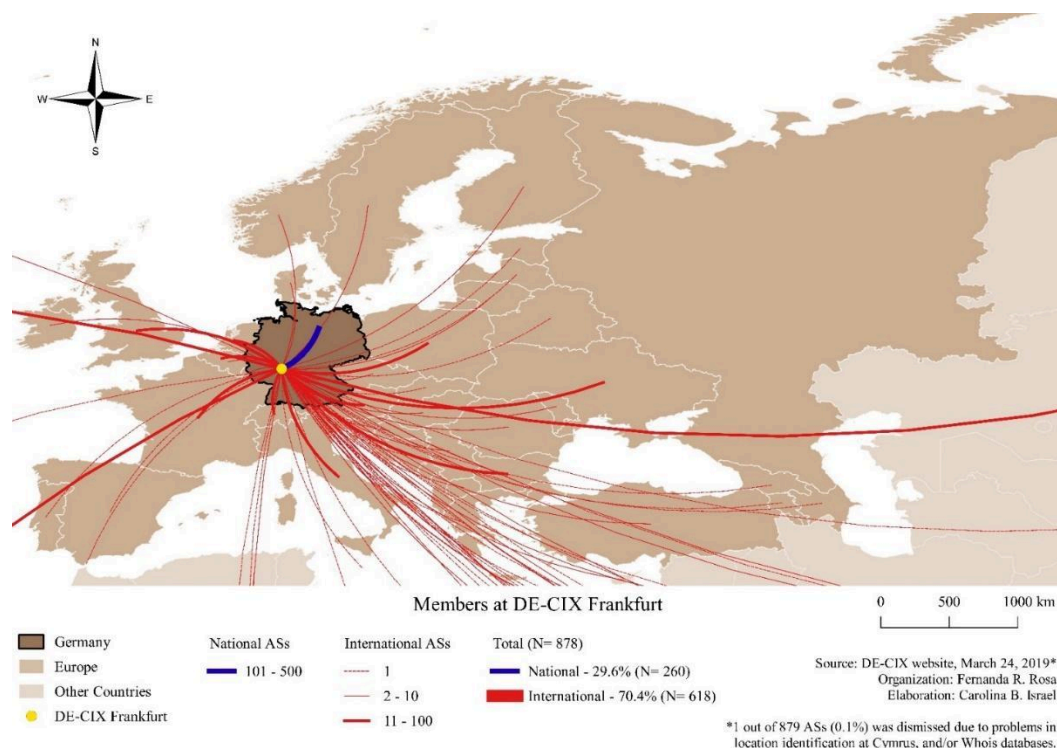 N
W E
S
Members at DE-CIX Frankfurt
0 500 1000 km
Germany
Europe
Other Countries
DE-CIX Frankfurt
National ASs
101 - 500
International ASs
1
2 - 10
11 - 100
Total (N= 878)
National - 29.6% (N= 260)
International - 70.4% (N= 618)
Source: DE-CIX website, March 24, 2019*
Organization: Fernanda R. Rosa
Elaboration: Carolina B. Israel
*1 out of 879 ASs (0.1%) was dismissed due to problems in
location identification at Cymus, and/or Whois databases.